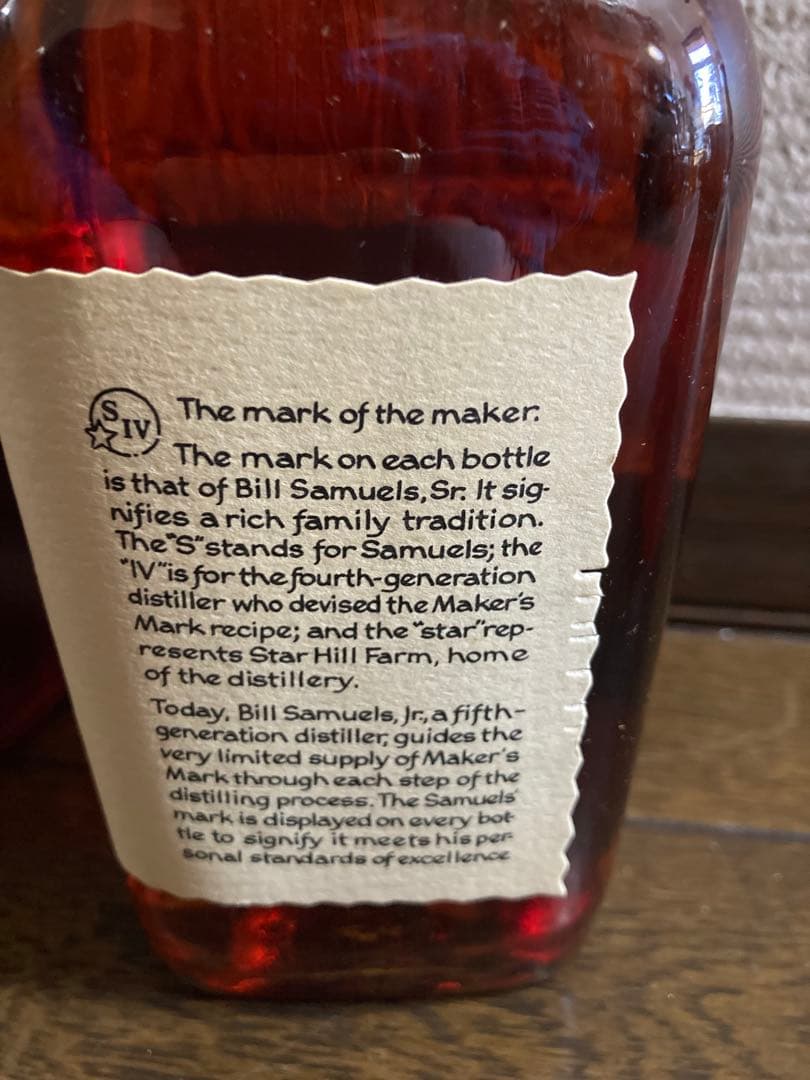 S
IV
The mark of the maker.
The mark on each bottle
is that of Bill Samuels, Sr. It sig-
nifies a rich family tradition.
The "S" stands for Samuels; the
"IV" is for the fourth-generation
distiller who devised the Maker's
Mark recipe; and the "star" rep-
resents Star Hill Farm, home
of the distillery.
Today, Bill Samuels, Jr., a fifth-
generation distiller, guides the
very limited supply of Maker's
Mark through each step of the
distilling process. The Samuels'
mark is displayed on every bot-
tle to signify it meets his per-
sonal standards of excellence